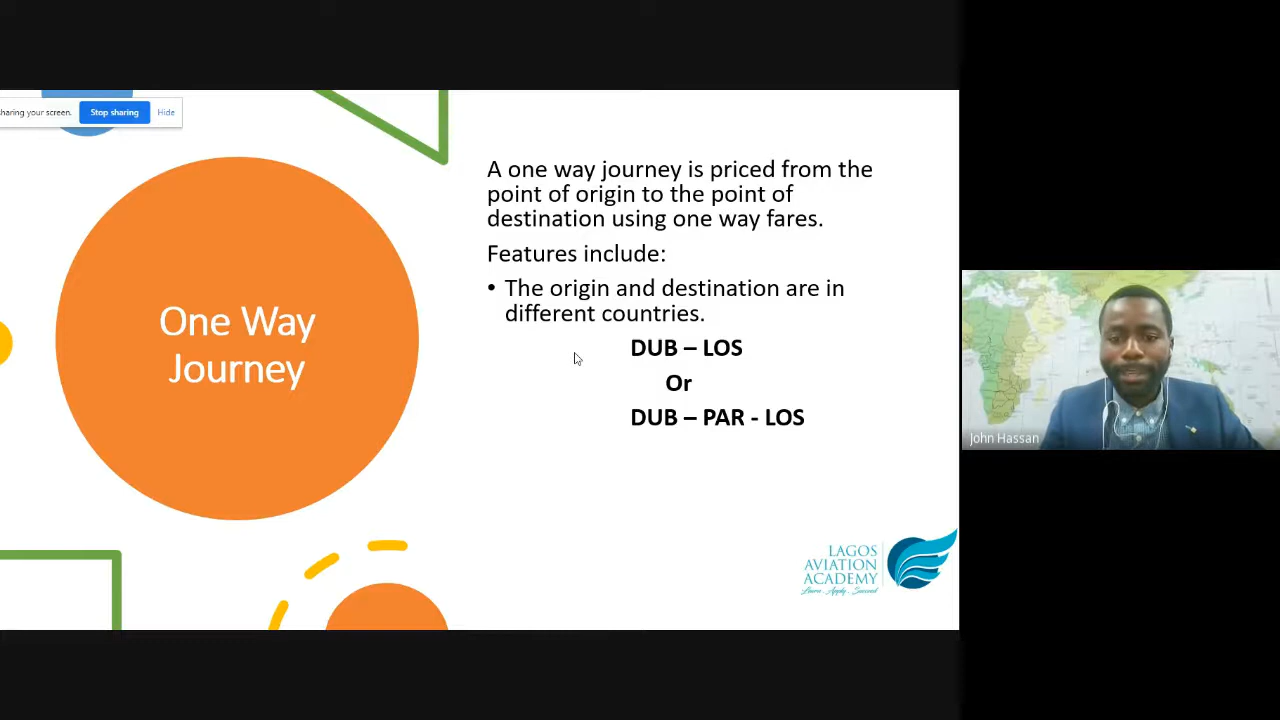 haring your screen.
Stop sharing
Hide
One Way
Journey
A one way journey is priced from the
point of origin to the point of
destination using one way fares.
Features include:
• The origin and destination are in
different countries.
DUB – LOS
Or
DUB – PAR - LOS
LAGOS
AVIATION
ACADEMY
Learn . Apply . Succeed
John Hassan